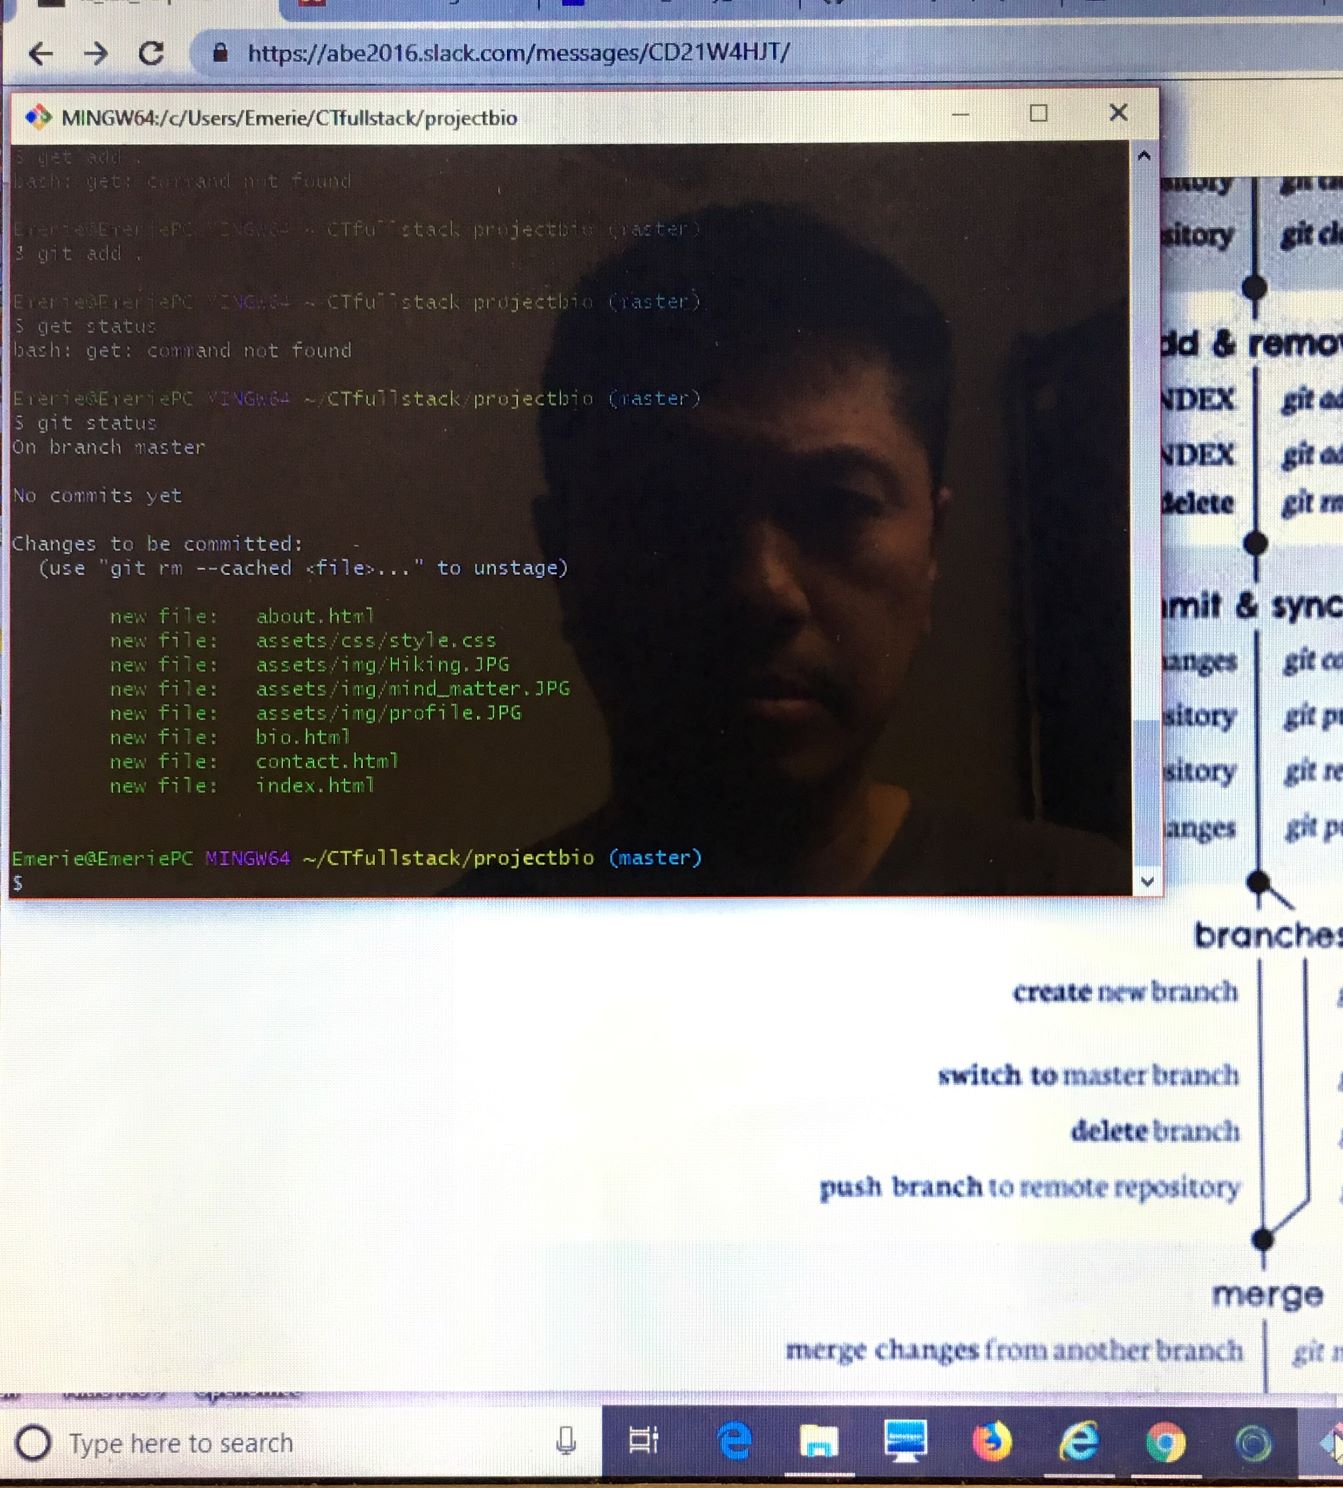 https://abe2016.slack.com/messages/CD21W4HJT/
MINGW64:/c/Users/Emerie/CTfullstack/projectbio
$ get add .
bash: get: command not found
Emerie@EmeriePC MINGW64 ~/CTfullstack/projectbio (master)
$ git add .
Emerie@EmeriePC MINGW64 ~/CTfullstack/projectbio (master)
$ get status
bash: get: command not found
Emerie@EmeriePC MINGW64 ~/CTfullstack/projectbio (master)
$ git status
On branch master
No commits yet
Changes to be committed:
(use "git rm --cached <file>..." to unstage)
new file: about.html
new file: assets/css/style.css
new file: assets/img/Hiking.JPG
new file: assets/img/mind_matter.JPG
new file: assets/img/profile.JPG
new file: bio.html
new file: contact.html
new file: index.html
Emerie@EmeriePC MINGW64 ~/CTfullstack/projectbio (master)
$
sitory git cl
dd & remov
NDEX git ad
NDEX git ad
delete git rm
mit & sync
anges git co
sitory git pu
sitory git re
anges git pu
branches
create new branch
switch to master branch
delete branch
push branch to remote repository
merge
merge changes from another branch git m
Type here to search